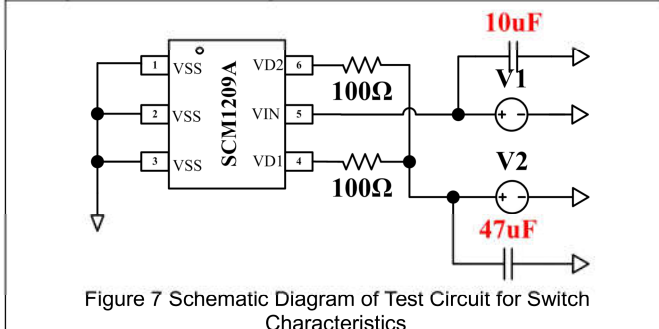 10uF
1 VSS VD2 6
100Ω
V1
2 VSS SCM1209A VIN 5
V2
3 VSS VD1 4
100Ω
47uF
Figure 7 Schematic Diagram of Test Circuit for Switch
Characteristics